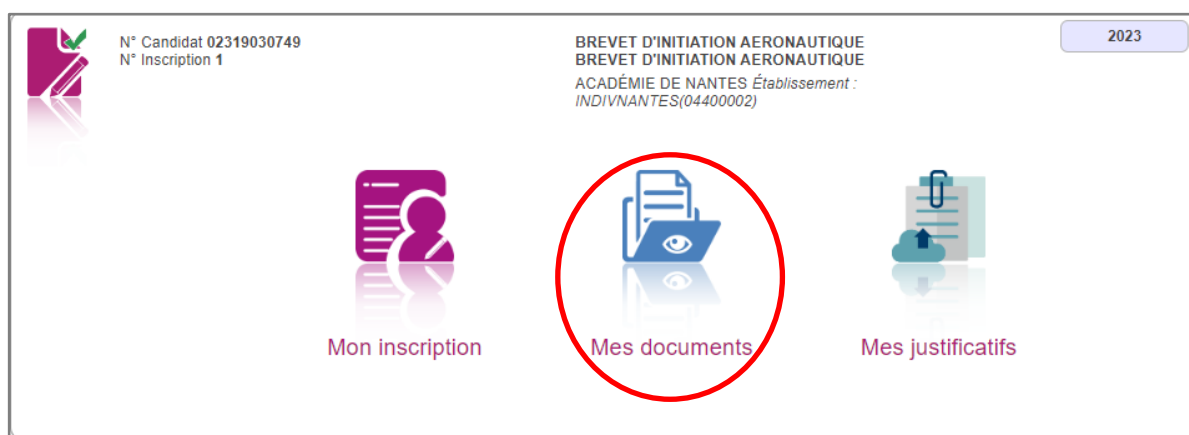 N° Candidat 02319030749
N° Inscription 1
BREVET D'INITIATION AERONAUTIQUE
BREVET D'INITIATION AERONAUTIQUE
ACADÉMIE DE NANTES Établissement :
INDIVNANTES(04400002)
2023
Mon inscription
Mes documents
Mes justificatifs